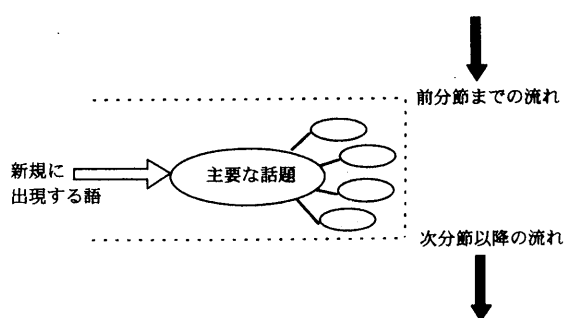 前分節までの流れ
新規に
出現する語
主要な話題
次分節以降の流れ